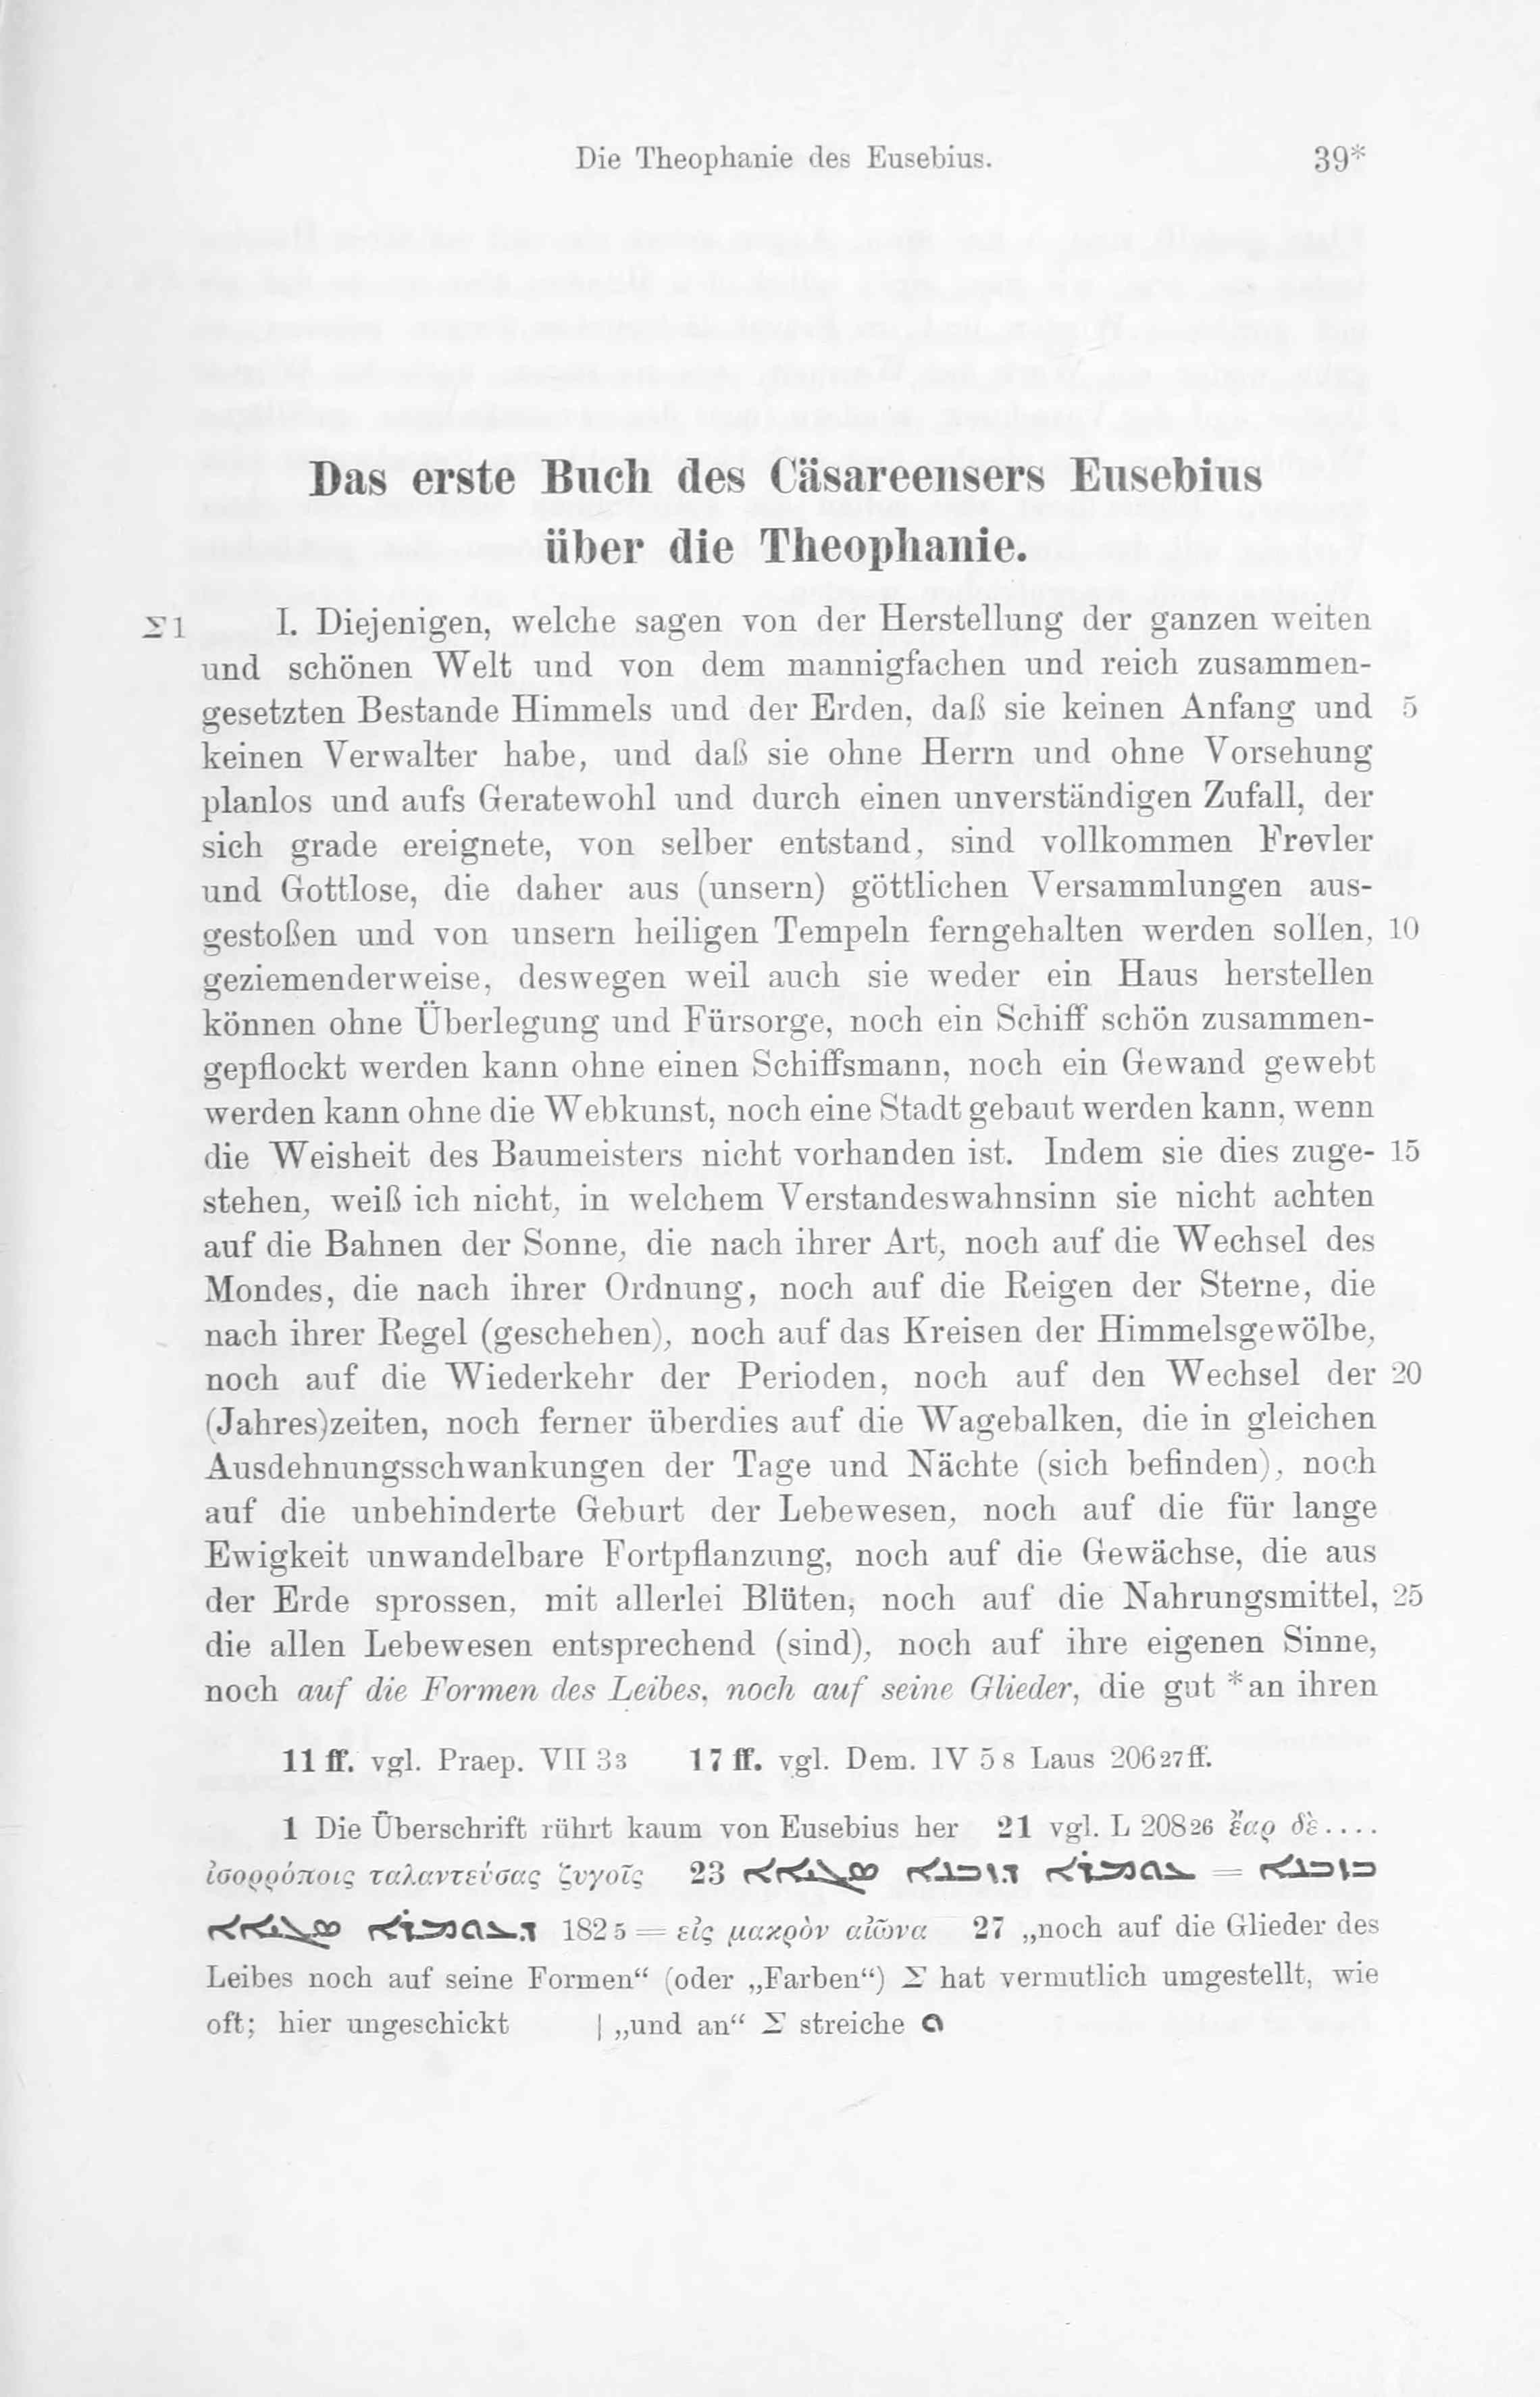 Die Theophanie des Eusebius. 39*
Das erste Buch des Cäsareensers Eusebius
über die Theophanie.
Σ 1 I. Diejenigen, welche sagen von der Herstellung der ganzen weiten
und schönen Welt und von dem mannigfachen und reich zusammen-
gesetzten Bestande Himmels und der Erden, daß sie keinen Anfang und 5
keinen Verwalter habe, und daß sie ohne Herrn und ohne Vorsehung
planlos und aufs Geratewohl und durch einen unverständigen Zufall, der
sich grade ereignete, von selber entstand, sind vollkommen Frevler
und Gottlose, die daher aus (unsern) göttlichen Versammlungen aus-
gestoßen und von unsern heiligen Tempeln ferngehalten werden sollen, 10
geziemenderweise, deswegen weil auch sie weder ein Haus herstellen
können ohne Überlegung und Fürsorge, noch ein Schiff schön zusammen-
gepflockt werden kann ohne einen Schiffsmann, noch ein Gewand gewebt
werden kann ohne die Webkunst, noch eine Stadt gebaut werden kann, wenn
die Weisheit des Baumeisters nicht vorhanden ist. Indem sie dies zuge- 15
stehen, weiß ich nicht, in welchem Verstandeswahnsinn sie nicht achten
auf die Bahnen der Sonne, die nach ihrer Art, noch auf die Wechsel des
Mondes, die nach ihrer Ordnung, noch auf die Reigen der Sterne, die
nach ihrer Regel (geschehen), noch auf das Kreisen der Himmelsgewölbe,
noch auf die Wiederkehr der Perioden, noch auf den Wechsel der 20
(Jahres)zeiten, noch ferner überdies auf die Wagebalken, die in gleichen
Ausdehnungsschwankungen der Tage und Nächte (sich befinden), noch
auf die unbehinderte Geburt der Lebewesen, noch auf die für lange
Ewigkeit unwandelbare Fortpflanzung, noch auf die Gewächse, die aus
der Erde sprossen, mit allerlei Blüten, noch auf die Nahrungsmittel, 25
die allen Lebewesen entsprechend (sind), noch auf ihre eigenen Sinne,
noch auf die Formen des Leibes, noch auf seine Glieder, die gut *an ihren
11 ff. vgl. Praep. VII 3 3 17 ff. vgl. Dem. IV 5 8 Laus 206 27 ff.
1 Die Überschrift rührt kaum von Eusebius her 21 vgl. L 208 26 ἔαρ δὲ....
ἰσορρόποις ταλαντεύσας ζυγοῖς 23 =
182 5 = εἰς μακρὸν αἰῶνα 27 „noch auf die Glieder des
Leibes noch auf seine Formen“ (oder „Farben“) Σ hat vermutlich umgestellt, wie
oft; hier ungeschickt | „und an“ Σ streiche ܘ